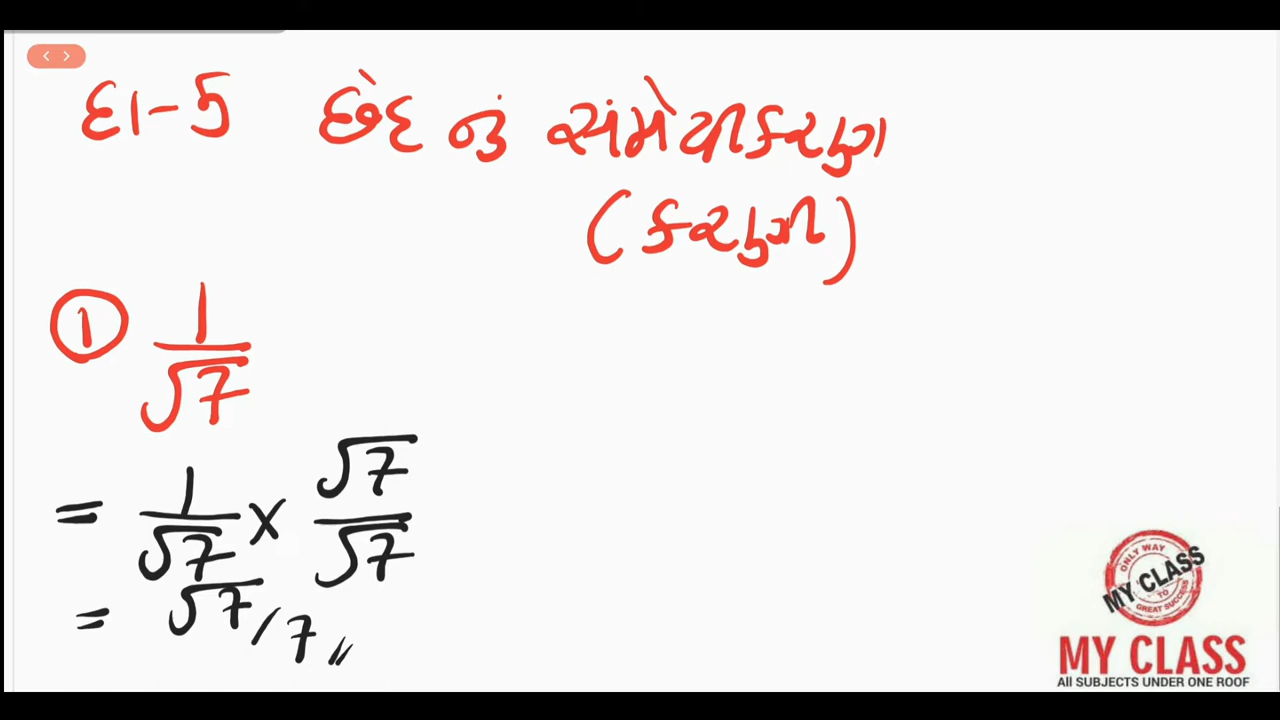 દા-5 છેદ નું સંમેયીકરણ
(કરણી)
① 1/√7
= 1/√7 × √7/√7
= √7/7 //
ONLY WAY
MY CLASS
TO
GREAT SUCCESS
MY CLASS
All SUBJECTS UNDER ONE ROOF